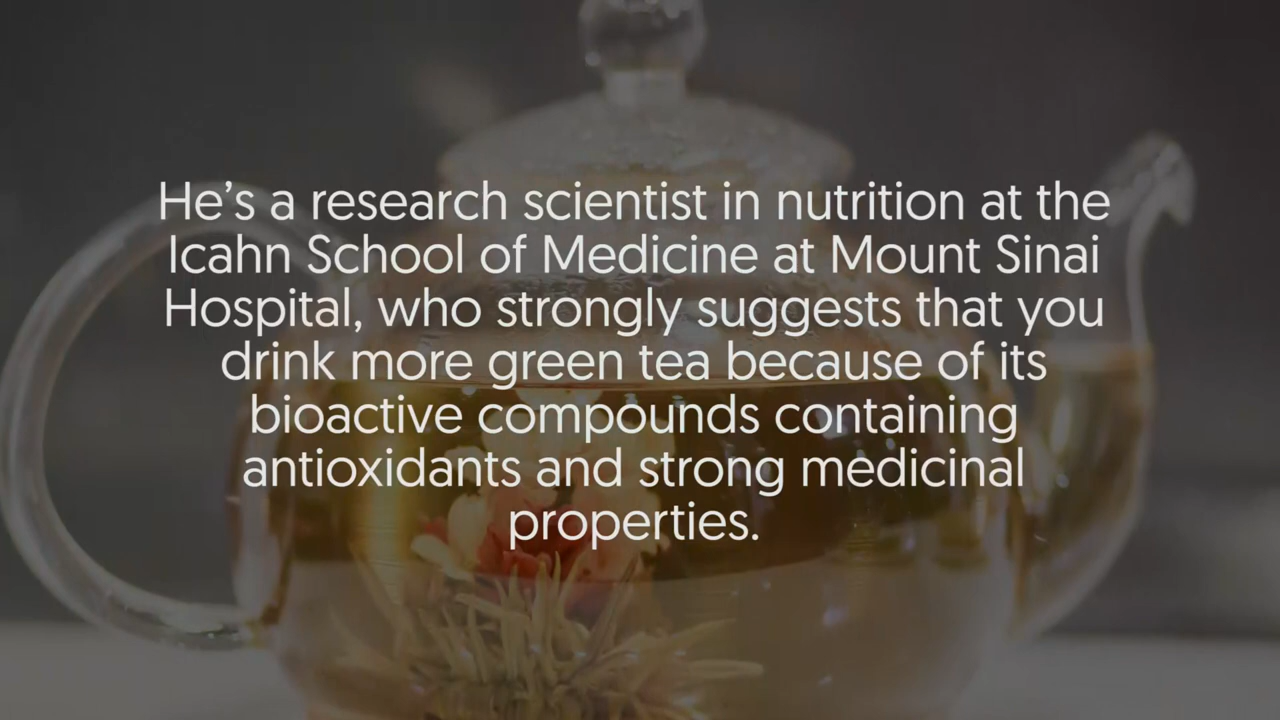 He’s a research scientist in nutrition at the
Icahn School of Medicine at Mount Sinai
Hospital, who strongly suggests that you
drink more green tea because of its
bioactive compounds containing
antioxidants and strong medicinal
properties.